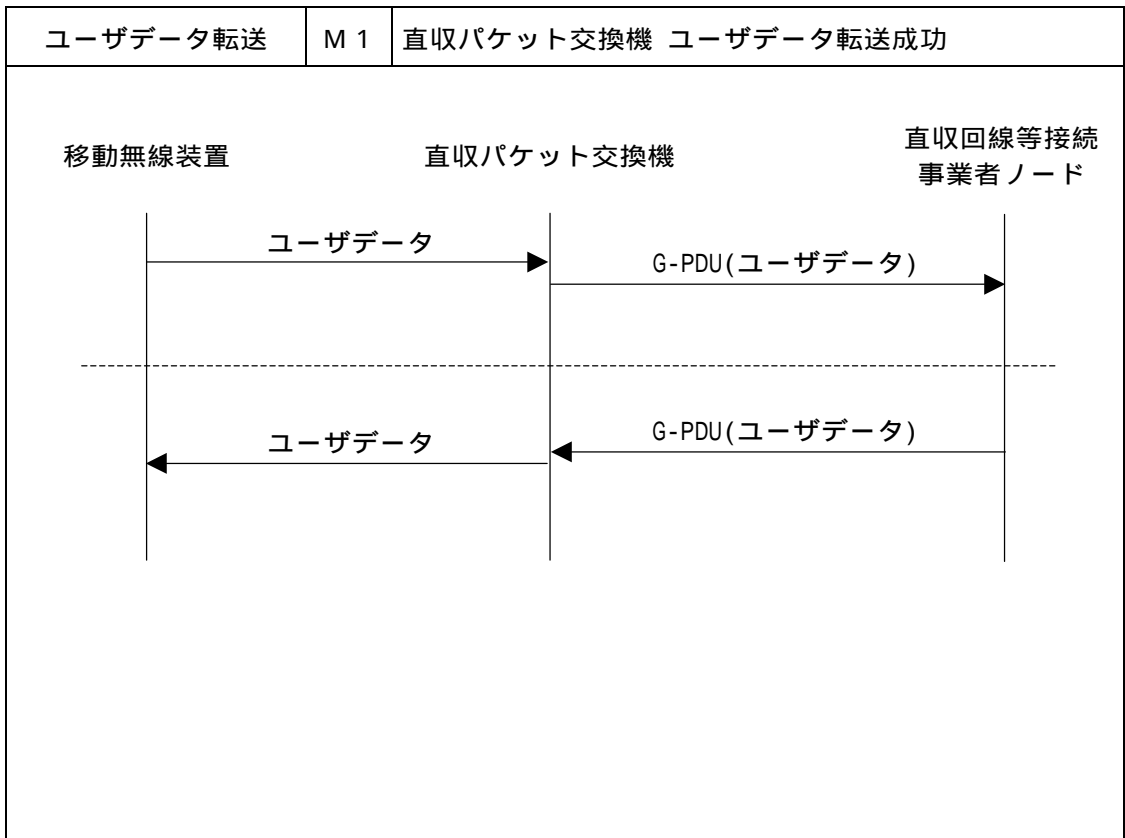 ユーザデータ転送 M1 直収パケット交換機 ユーザデータ転送成功
移動無線装置 直収パケット交換機 直収回線等接続
事業者ノード
ユーザデータ
G-PDU(ユーザデータ)
G-PDU(ユーザデータ)
ユーザデータ